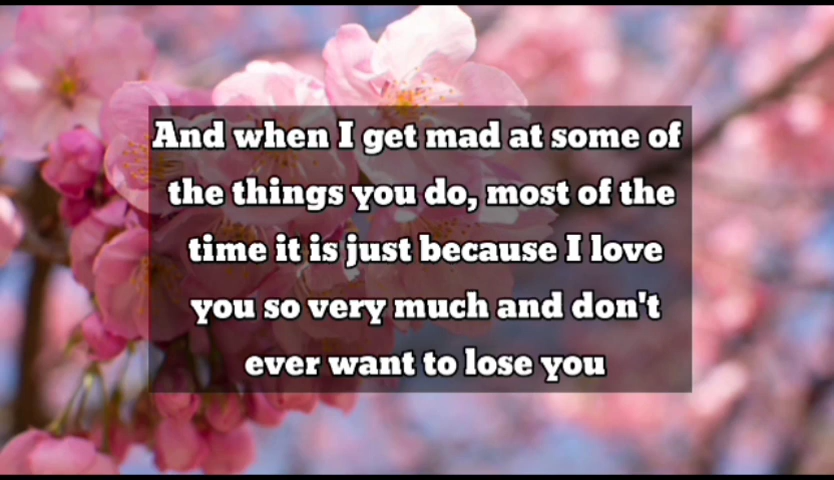 And when I get mad at some of
the things you do, most of the
time it is just because I love
you so very much and don't
ever want to lose you